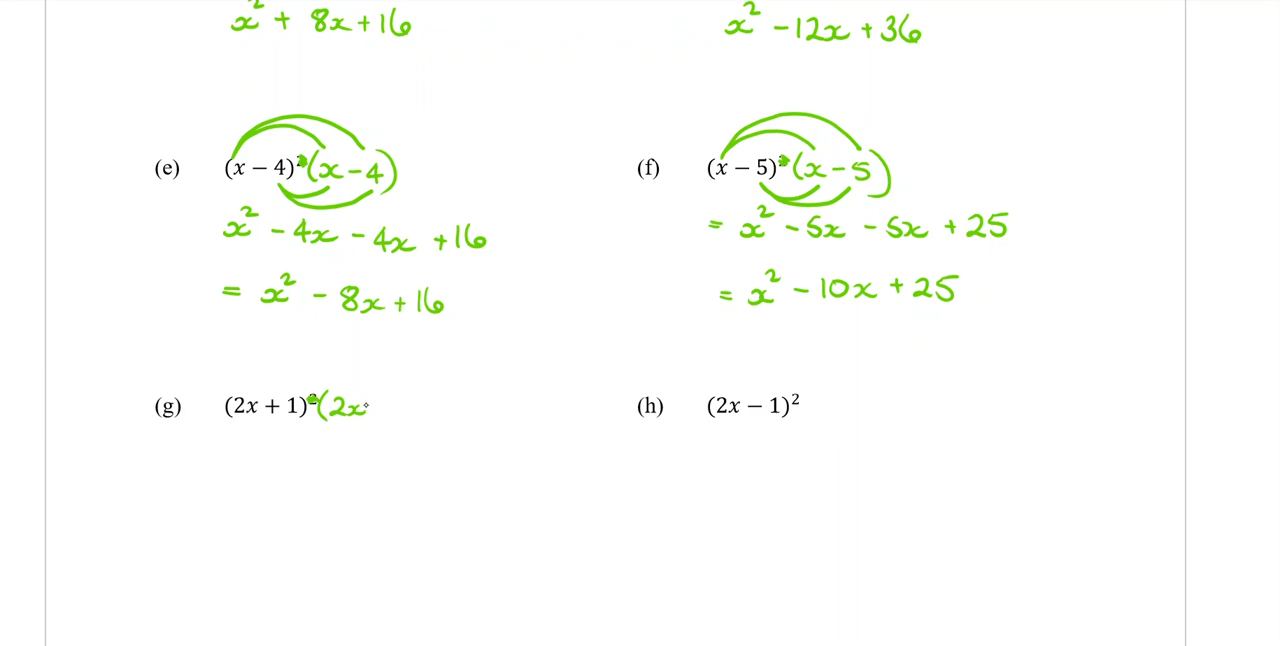 x² + 8x + 16
x² - 12x + 36
(e) (x − 4)² (x - 4)
x² - 4x - 4x + 16
= x² - 8x + 16
(f) (x − 5)² (x - 5)
= x² - 5x - 5x + 25
= x² - 10x + 25
(g) (2x + 1)² (2x
(h) (2x − 1)²